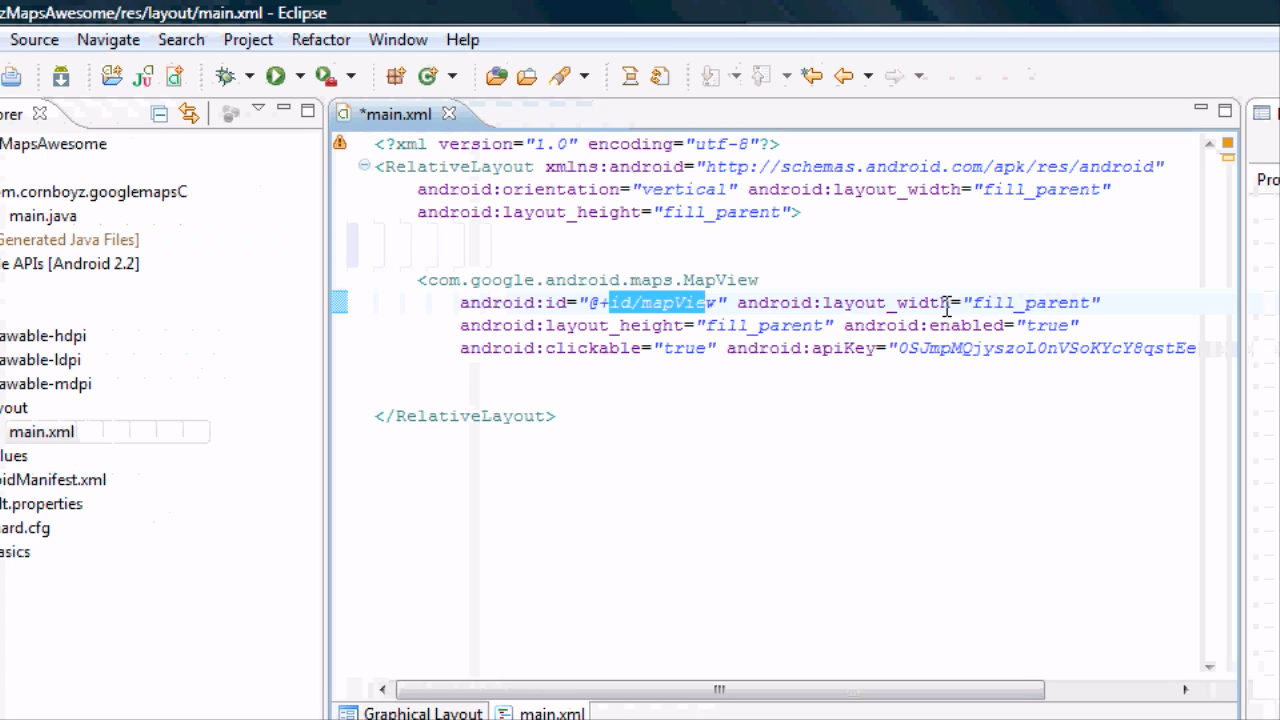 zMapsAwesome/res/layout/main.xml - Eclipse
Source Navigate Search Project Refactor Window Help
orer
MapsAwesome
m.cornboyz.googlemapsC
main.java
Generated Java Files]
le APIs [Android 2.2]
awable-hdpi
awable-ldpi
awable-mdpi
yout
main.xml
lues
oidManifest.xml
lt.properties
uard.cfg
asics
*main.xml
<?xml version="1.0" encoding="utf-8"?>
<RelativeLayout xmlns:android="http://schemas.android.com/apk/res/android"
android:orientation="vertical" android:layout_width="fill_parent"
android:layout_height="fill_parent">
<com.google.android.maps.MapView
android:id="@+id/mapView" android:layout_width="fill_parent"
android:layout_height="fill_parent" android:enabled="true"
android:clickable="true" android:apiKey="0SJmpMQjyszoL0nVSoKYcY8qstEe
</RelativeLayout>
Graphical Layout main.xml
Pro